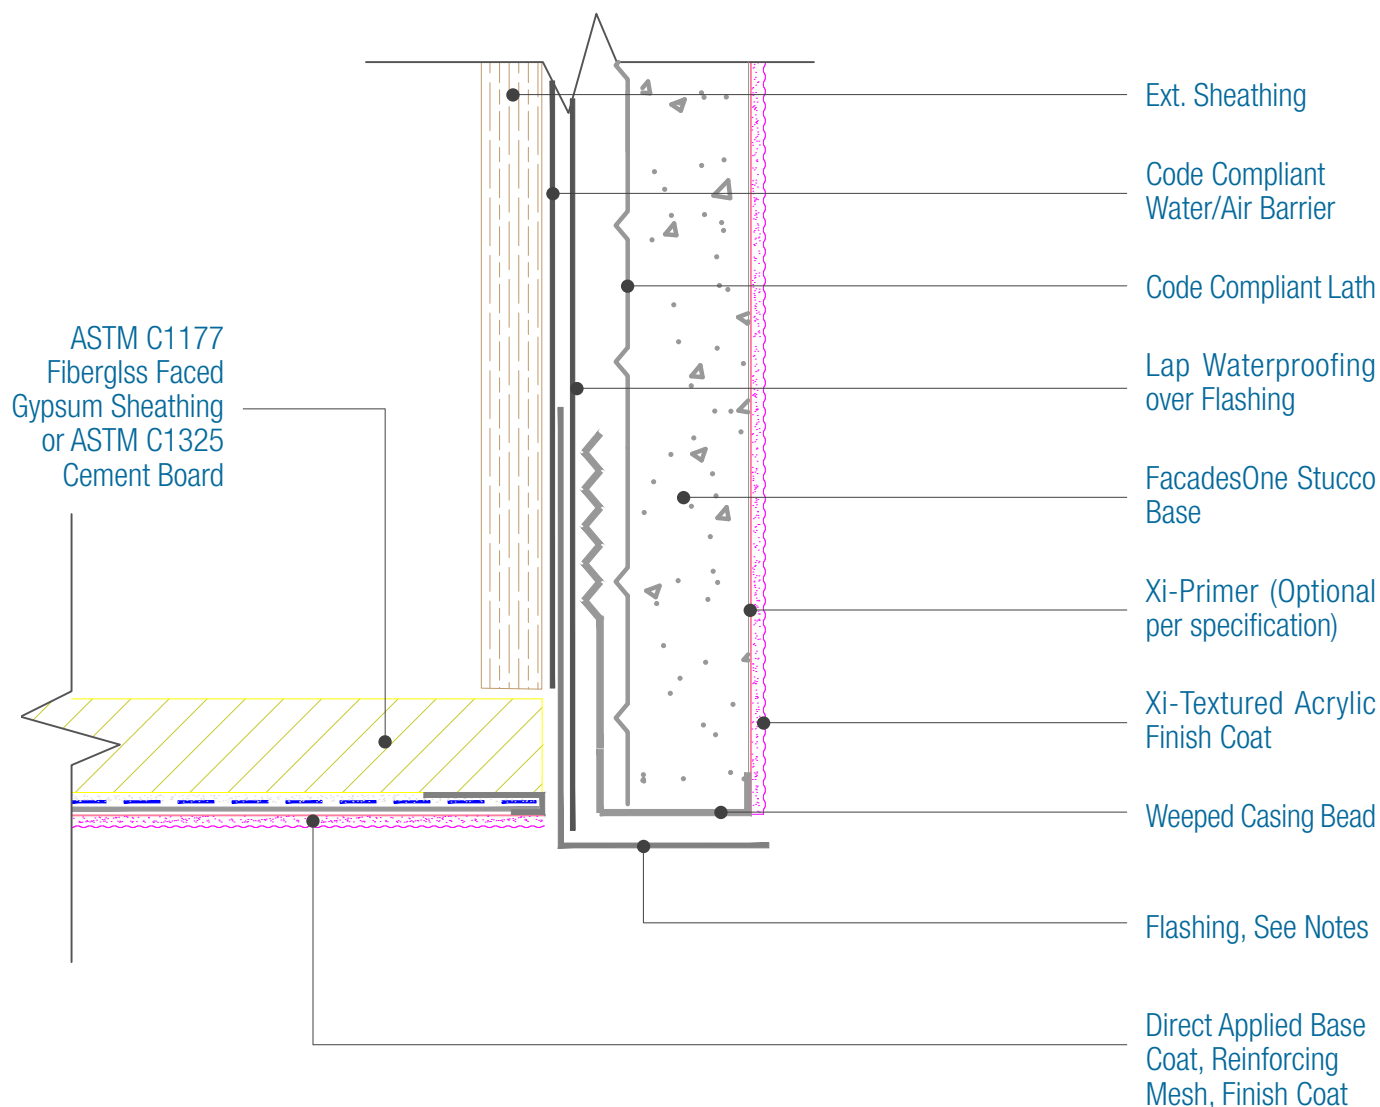 Ext. Sheathing
Code Compliant
Water/Air Barrier
Code Compliant Lath
ASTM C1177
Fiberglss Faced
Gypsum Sheathing
or ASTM C1325
Cement Board
Lap Waterproofing
over Flashing
FacadesOne Stucco
Base
Xi-Primer (Optional
per specification)
Xi-Textured Acrylic
Finish Coat
Weeped Casing Bead
Flashing, See Notes
Direct Applied Base
Coat, Reinforcing
Mesh, Finish Coat